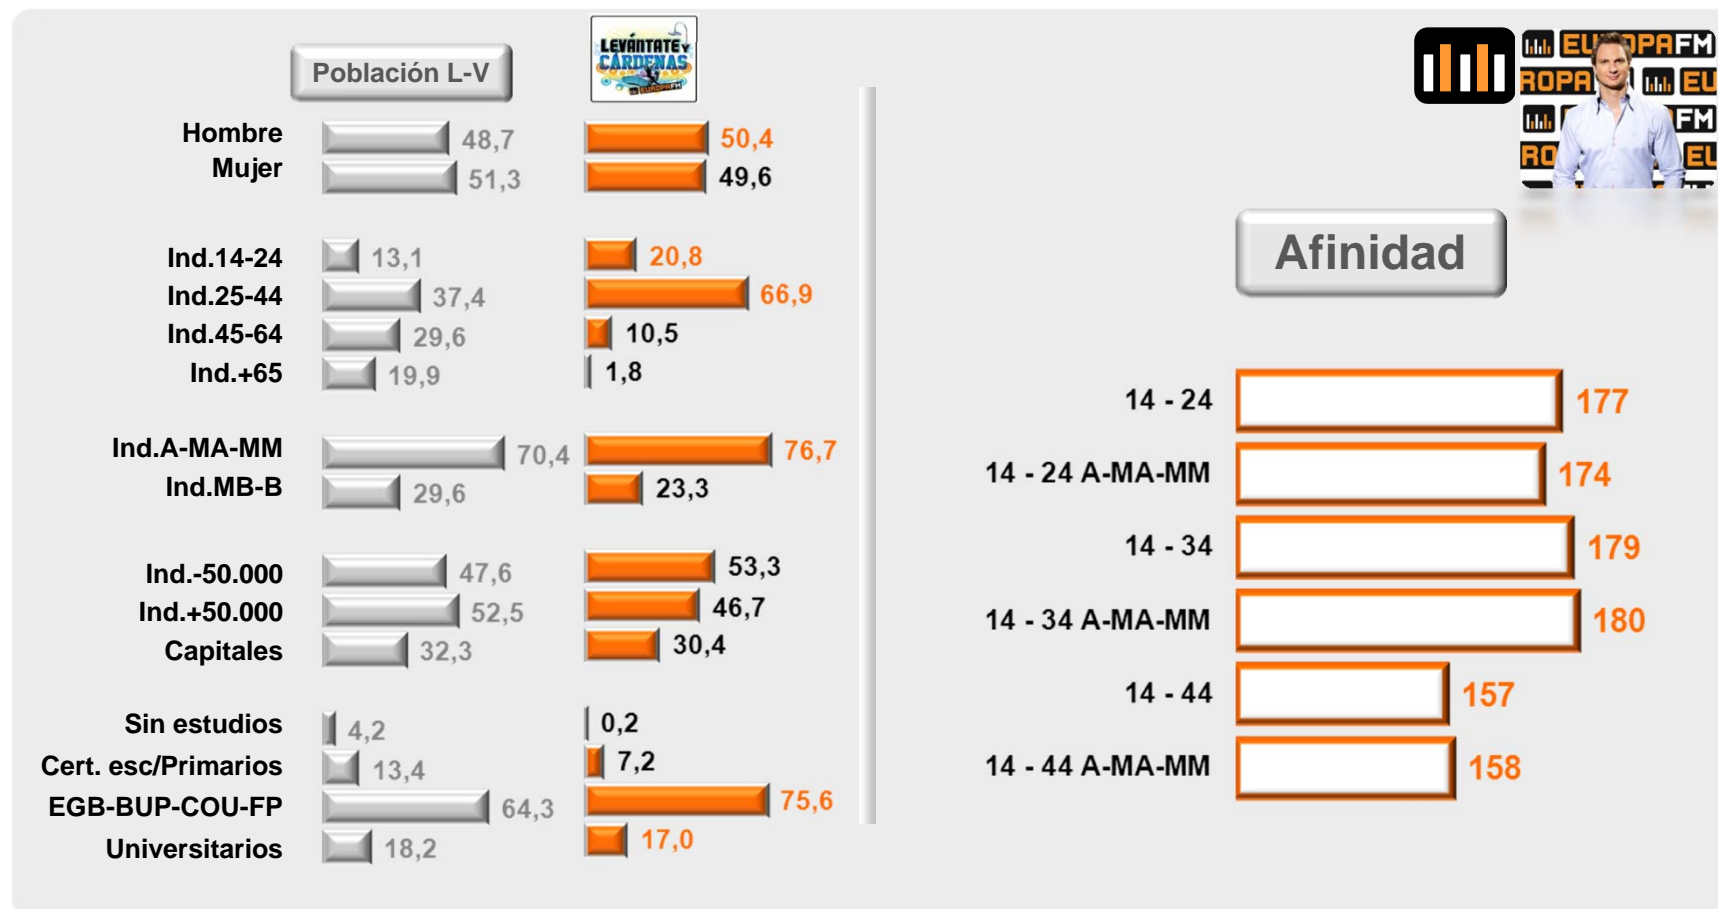 Población L-V
LEVÁNTATE Y
CÁRDENAS
EUROPAFM
Hombre 48,7 50,4
Mujer 51,3 49,6
Ind.14-24 13,1 20,8
Ind.25-44 37,4 66,9
Ind.45-64 29,6 10,5
Ind.+65 19,9 1,8
Ind.A-MA-MM 70,4 76,7
Ind.MB-B 29,6 23,3
Ind.-50.000 47,6 53,3
Ind.+50.000 52,5 46,7
Capitales 32,3 30,4
Sin estudios 4,2 0,2
Cert. esc/Primarios 13,4 7,2
EGB-BUP-COU-FP 64,3 75,6
Universitarios 18,2 17,0
EUROPAFM
ROPA EU
FM
RO EU
Afinidad
14 - 24 177
14 - 24 A-MA-MM 174
14 - 34 179
14 - 34 A-MA-MM 180
14 - 44 157
14 - 44 A-MA-MM 158